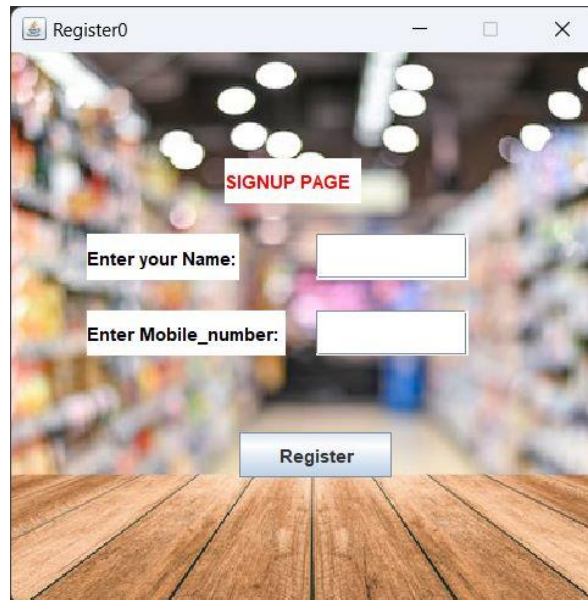 Register0
SIGNUP PAGE
Enter your Name:
Enter Mobile_number:
Register